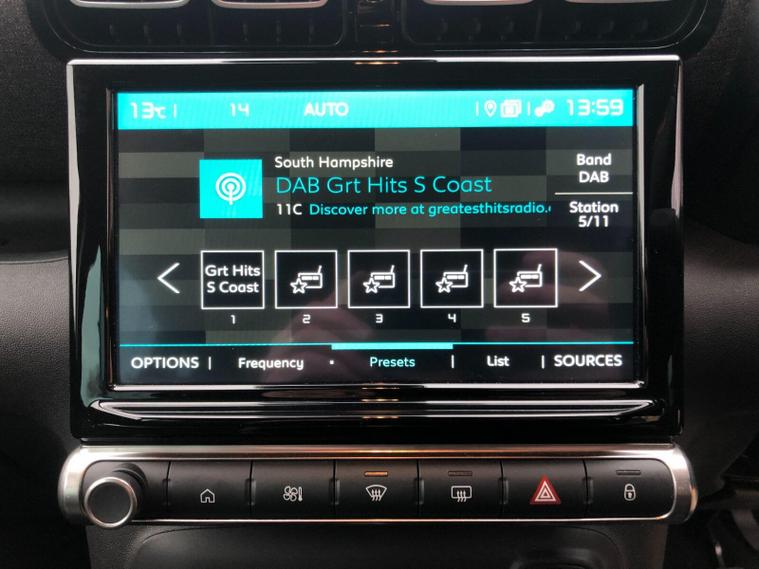 13°C | 14 AUTO | | 13:59
South Hampshire
DAB Grt Hits S Coast
11C Discover more at greatesthitsradio.
Band
DAB
Station
5/11
Grt Hits
S Coast
1 2 3 4 5
OPTIONS | Frequency · Presets | List | SOURCES